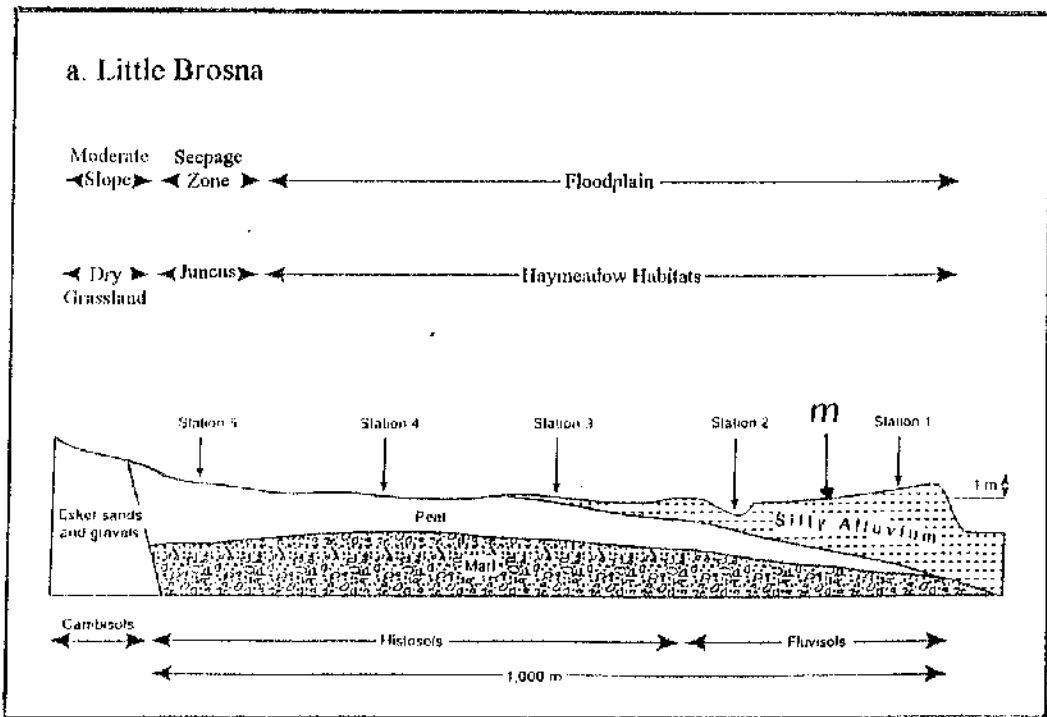 a. Little Brosna
Moderate Slope
Seepage Zone
Floodplain
Dry Grassland
Juncus
Haymeadow Habitats
Station 5
Station 4
Station 3
Station 2
m
Station 1
1 m
Esker sands and gravels
Peat
Silty Alluvium
Marl
Cambisols
Histosols
Fluvisols
1,000 m